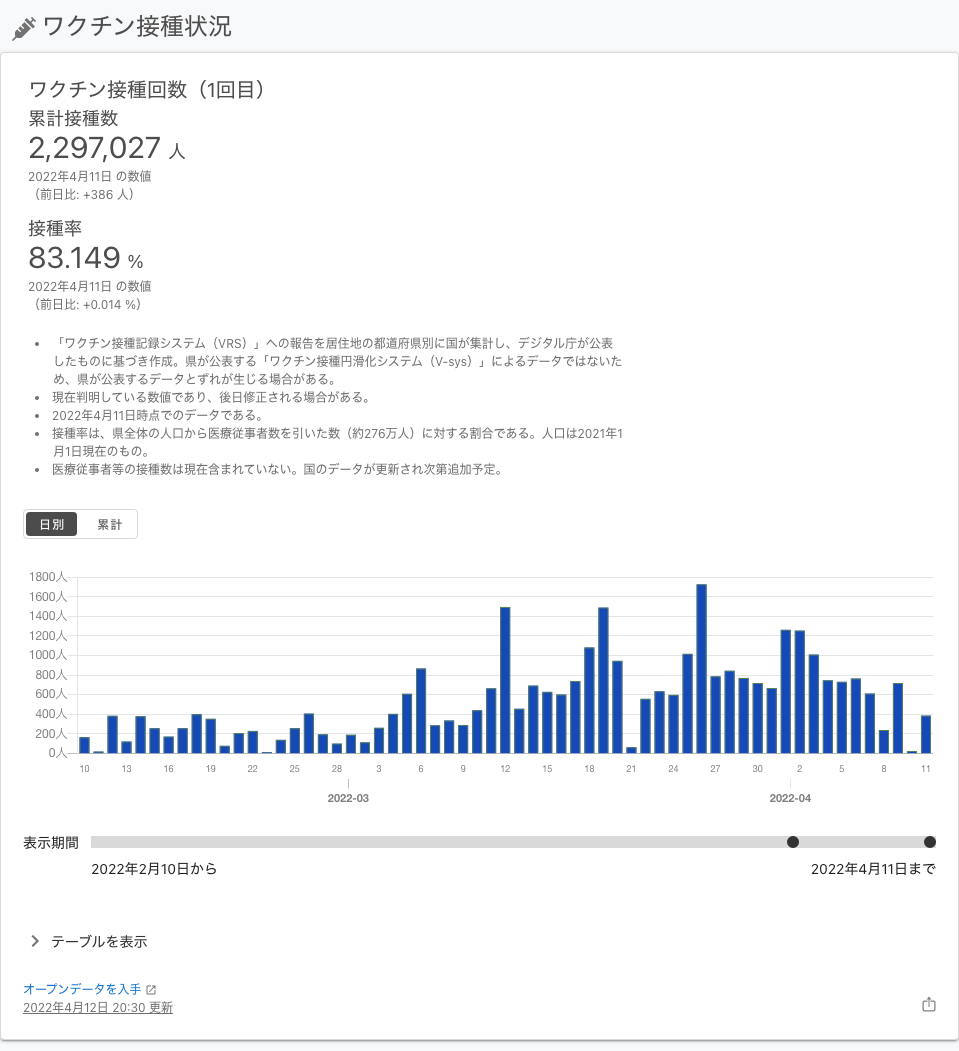 ワクチン接種状況
ワクチン接種回数（1回目）
累計接種数
2,297,027 人
2022年4月11日 の数値
（前日比: +386 人）
接種率
83.149 %
2022年4月11日 の数値
（前日比: +0.014 %）
• 「ワクチン接種記録システム（VRS）」への報告を居住地の都道府県別に国が集計し、デジタル庁が公表
したものに基づき作成。県が公表する「ワクチン接種円滑化システム（V-sys）」によるデータではないた
め、県が公表するデータとずれが生じる場合がある。
• 現在判明している数値であり、後日修正される場合がある。
• 2022年4月11日時点でのデータである。
• 接種率は、県全体の人口から医療従事者数を引いた数（約276万人）に対する割合である。人口は2021年1
月1日現在のもの。
• 医療従事者等の接種数は現在含まれていない。国のデータが更新され次第追加予定。
日別 累計
1800人
1600人
1400人
1200人
1000人
800人
600人
400人
200人
0人
10 13 16 19 22 25 28 3 6 9 12 15 18 21 24 27 30 2 5 8 11
2022-03 2022-04
表示期間
2022年2月10日から 2022年4月11日まで
テーブルを表示
オープンデータを入手
2022年4月12日 20:30 更新